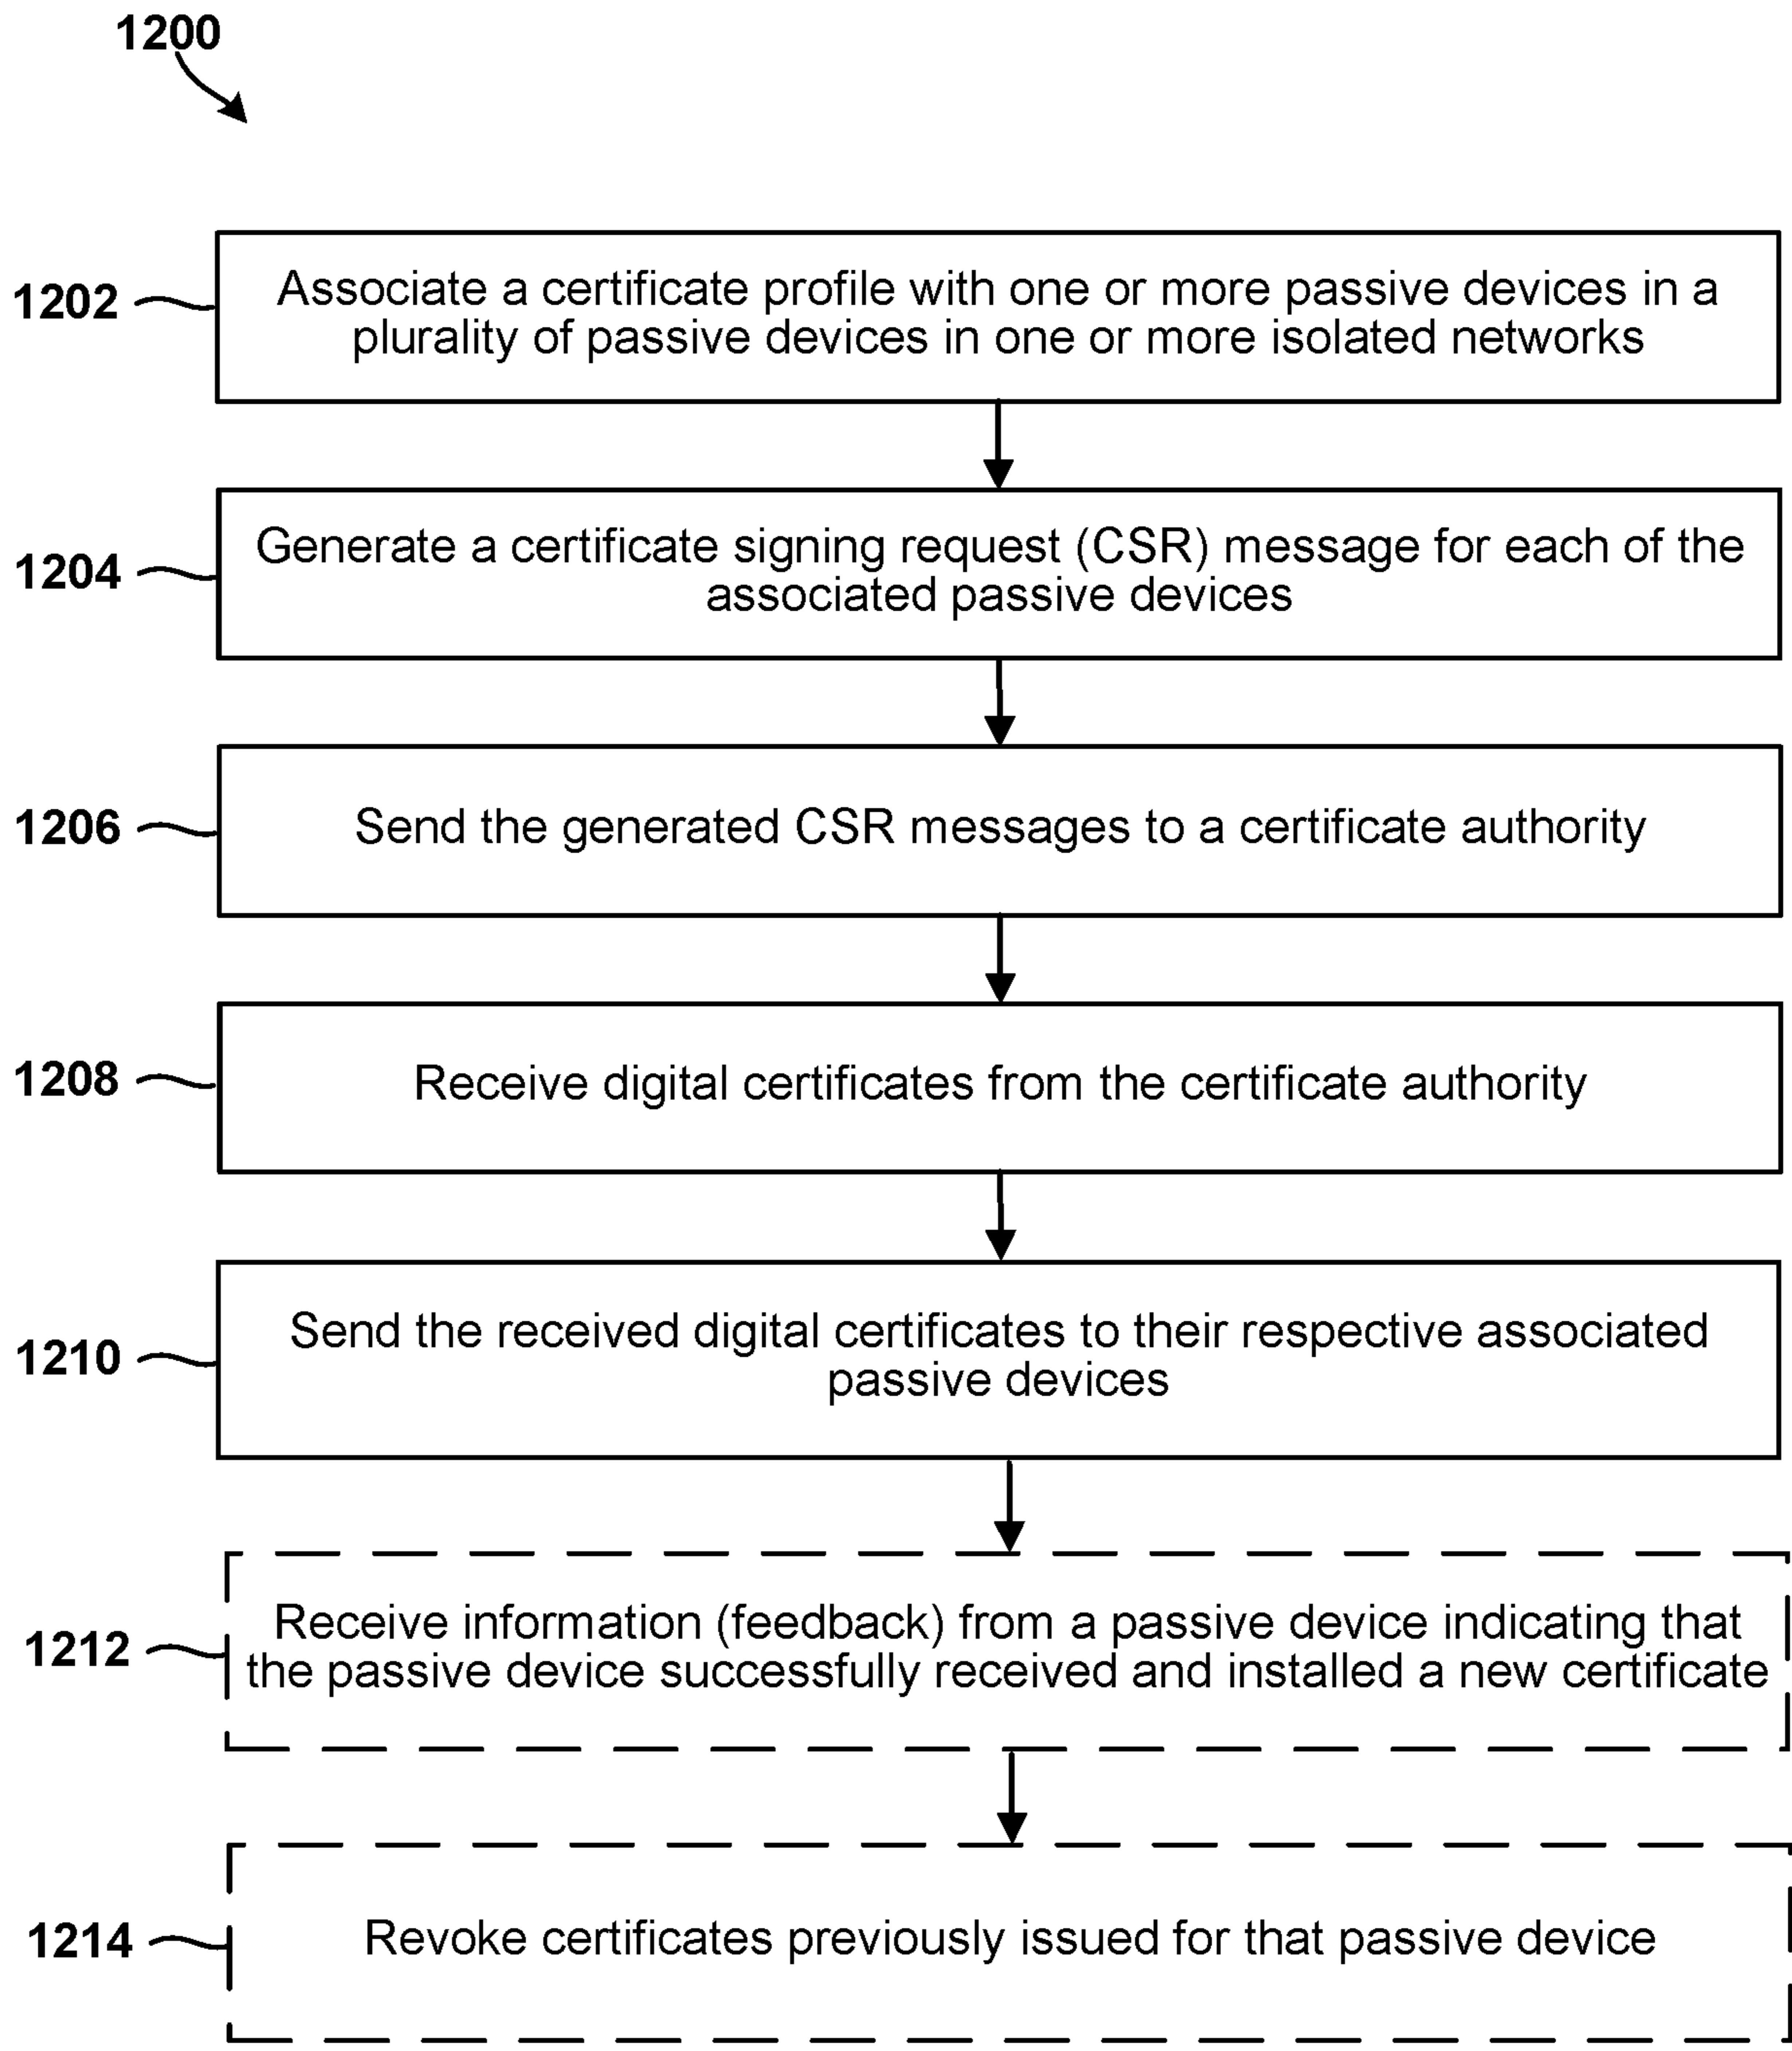 1200
1202
Associate a certificate profile with one or more passive devices in a
plurality of passive devices in one or more isolated networks
1204
Generate a certificate signing request (CSR) message for each of the
associated passive devices
1206
Send the generated CSR messages to a certificate authority
1208
Receive digital certificates from the certificate authority
1210
Send the received digital certificates to their respective associated
passive devices
1212
Receive information (feedback) from a passive device indicating that
the passive device successfully received and installed a new certificate
1214
Revoke certificates previously issued for that passive device